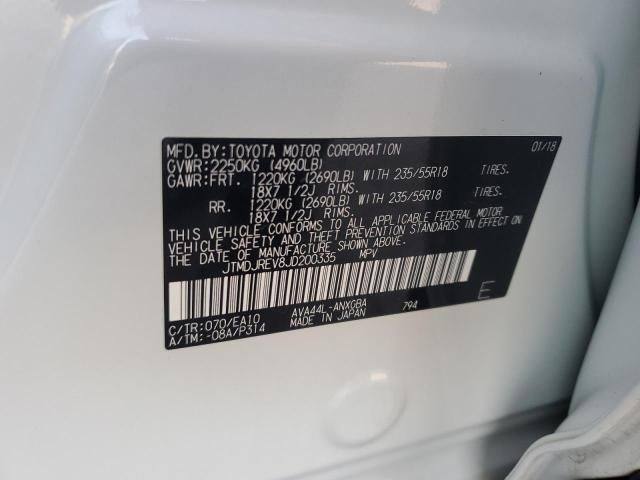 MFD.BY:TOYOTA MOTOR CORPORATION 01/18
GVWR:2250KG (4960LB)
GAWR:FRT. 1220KG (2690LB) WITH 235/55R18 TIRES.
18X7 1/2J RIMS.
RR. 1220KG (2690LB) WITH 235/55R18 TIRES.
18X7 1/2J RIMS.
THIS VEHICLE CONFORMS TO ALL APPLICABLE FEDERAL MOTOR
VEHICLE SAFETY AND BUMPER STANDARDS IN EFFECT ON
THE DATE OF MANUFACTURE SHOWN ABOVE.
JTMDJREV8JD200335 MPV
C/TR:070/EA10 AVA44L-ANXGBA 794 E
A/TM:-08A/P314 MADE IN JAPAN